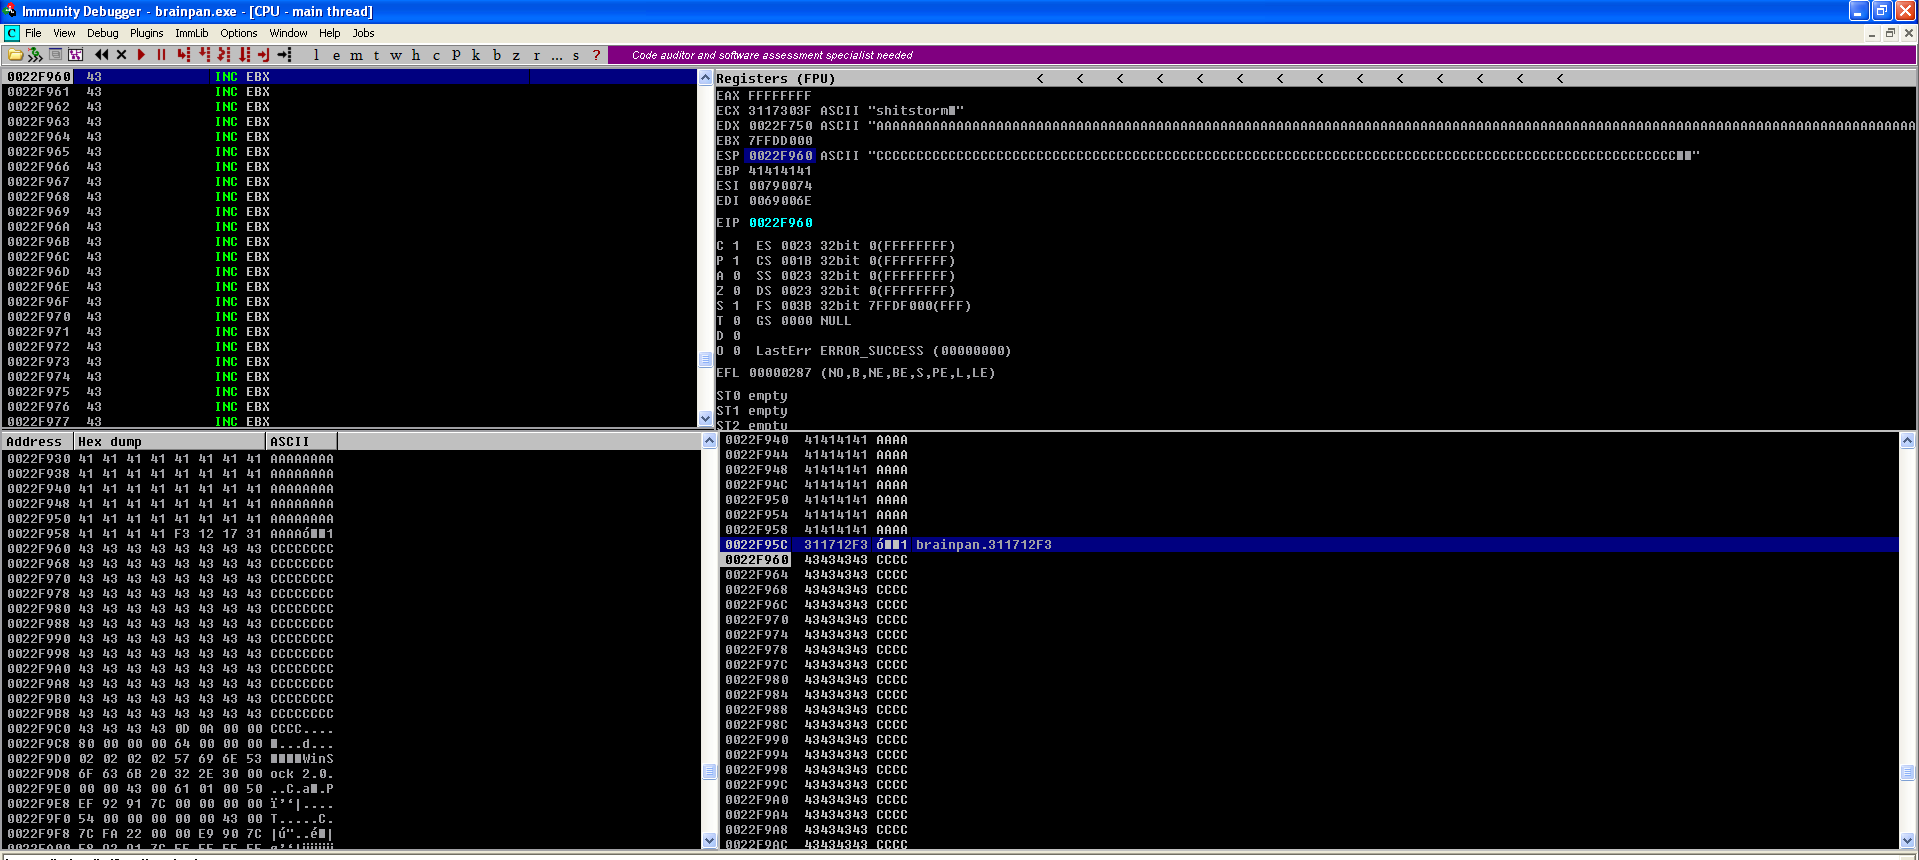 Immunity Debugger - brainpan.exe - [CPU - main thread]
C File View Debug Plugins ImmLib Options Window Help Jobs
l e m t w h c P k b z r ... s ? Code auditor and software assessment specialist needed
0022F960 43 INC EBX
0022F961 43 INC EBX
0022F962 43 INC EBX
0022F963 43 INC EBX
0022F964 43 INC EBX
0022F965 43 INC EBX
0022F966 43 INC EBX
0022F967 43 INC EBX
0022F968 43 INC EBX
0022F969 43 INC EBX
0022F96A 43 INC EBX
0022F96B 43 INC EBX
0022F96C 43 INC EBX
0022F96D 43 INC EBX
0022F96E 43 INC EBX
0022F96F 43 INC EBX
0022F970 43 INC EBX
0022F971 43 INC EBX
0022F972 43 INC EBX
0022F973 43 INC EBX
0022F974 43 INC EBX
0022F975 43 INC EBX
0022F976 43 INC EBX
0022F977 43 INC EBX
Registers (FPU) < < < < < < < < < < < < < <
EAX FFFFFFFF
ECX 3117303F ASCII "shitstorm"
EDX 0022F750 ASCII
EBX 7FFDD000
ESP 0022F960 ASCII
EBP 41414141
ESI 00790074
EDI 0069006E
EIP 0022F960
C 1 ES 0023 32bit 0(FFFFFFFF)
P 1 CS 001B 32bit 0(FFFFFFFF)
A 0 SS 0023 32bit 0(FFFFFFFF)
Z 0 DS 0023 32bit 0(FFFFFFFF)
S 1 FS 003B 32bit 7FFDF000(FFF)
T 0 GS 0000 NULL
D 0
O 0 LastErr ERROR_SUCCESS (00000000)
EFL 00000287 (NO,B,NE,BE,S,PE,L,LE)
ST0 empty
ST1 empty
ST2 empty
Address Hex dump ASCII
0022F930 41 41 41 41 41 41 41 41 AAAAAAAA
0022F938 41 41 41 41 41 41 41 41 AAAAAAAA
0022F940 41 41 41 41 41 41 41 41 AAAAAAAA
0022F948 41 41 41 41 41 41 41 41 AAAAAAAA
0022F950 41 41 41 41 41 41 41 41 AAAAAAAA
0022F958 41 41 41 41 F3 12 17 31 AAAAó1
0022F960 43 43 43 43 43 43 43 43 CCCCCCCC
0022F968 43 43 43 43 43 43 43 43 CCCCCCCC
0022F970 43 43 43 43 43 43 43 43 CCCCCCCC
0022F978 43 43 43 43 43 43 43 43 CCCCCCCC
0022F980 43 43 43 43 43 43 43 43 CCCCCCCC
0022F988 43 43 43 43 43 43 43 43 CCCCCCCC
0022F990 43 43 43 43 43 43 43 43 CCCCCCCC
0022F998 43 43 43 43 43 43 43 43 CCCCCCCC
0022F9A0 43 43 43 43 43 43 43 43 CCCCCCCC
0022F9A8 43 43 43 43 43 43 43 43 CCCCCCCC
0022F9B0 43 43 43 43 43 43 43 43 CCCCCCCC
0022F9B8 43 43 43 43 43 43 43 43 CCCCCCCC
0022F9C0 43 43 43 43 0D 0A 00 00 CCCC....
0022F9C8 80 00 00 00 64 00 00 00 ...d...
0022F9D0 02 02 02 02 57 69 6E 53 WinS
0022F9D8 6F 63 6B 20 32 2E 30 00 ock 2.0.
0022F9E0 00 00 43 00 61 01 00 50 ..C.a.P
0022F9E8 EF 92 91 7C 00 00 00 00 ï’‘|....
0022F9F0 54 00 00 00 00 00 43 00 T.....C.
0022F9F8 7C FA 22 00 00 E9 90 7C |ú"..é|
0022F940 41414141 AAAA
0022F944 41414141 AAAA
0022F948 41414141 AAAA
0022F94C 41414141 AAAA
0022F950 41414141 AAAA
0022F954 41414141 AAAA
0022F958 41414141 AAAA
0022F95C 311712F3 ó1 brainpan.311712F3
0022F960 43434343 CCCC
0022F964 43434343 CCCC
0022F968 43434343 CCCC
0022F96C 43434343 CCCC
0022F970 43434343 CCCC
0022F974 43434343 CCCC
0022F978 43434343 CCCC
0022F97C 43434343 CCCC
0022F980 43434343 CCCC
0022F984 43434343 CCCC
0022F988 43434343 CCCC
0022F98C 43434343 CCCC
0022F990 43434343 CCCC
0022F994 43434343 CCCC
0022F998 43434343 CCCC
0022F99C 43434343 CCCC
0022F9A0 43434343 CCCC
0022F9A4 43434343 CCCC
0022F9A8 43434343 CCCC
0022F9AC 43434343 CCCC